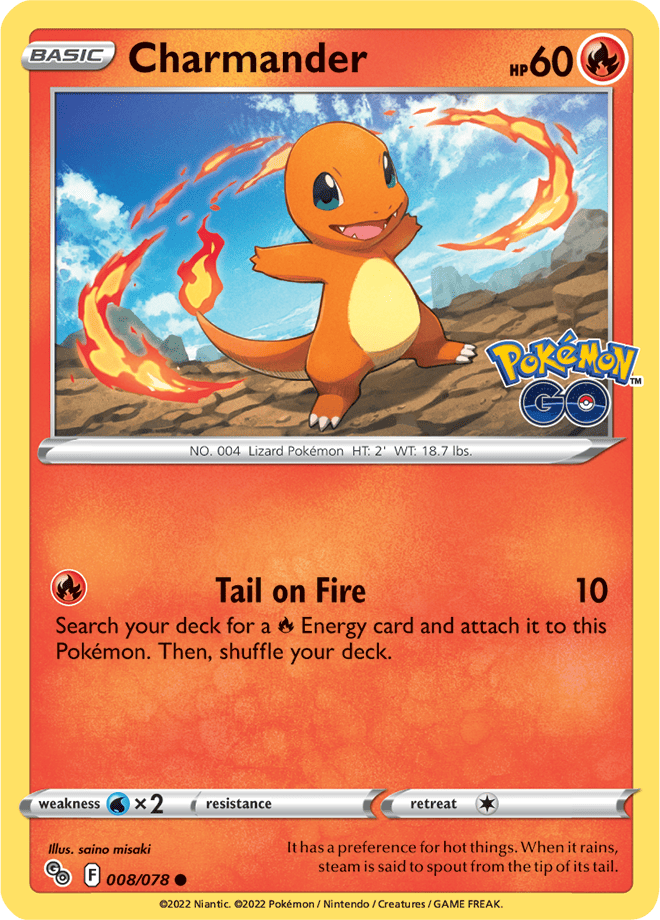 BASIC Charmander HP60
Pokémon GO™
NO. 004 Lizard Pokémon HT: 2' WT: 18.7 lbs.
Tail on Fire 10
Search your deck for a Energy card and attach it to this
Pokémon. Then, shuffle your deck.
weakness ×2 resistance retreat
Illus. saino misaki
It has a preference for hot things. When it rains,
steam is said to spout from the tip of its tail.
GO F 008/078
©2022 Niantic. ©2022 Pokémon / Nintendo / Creatures / GAME FREAK.